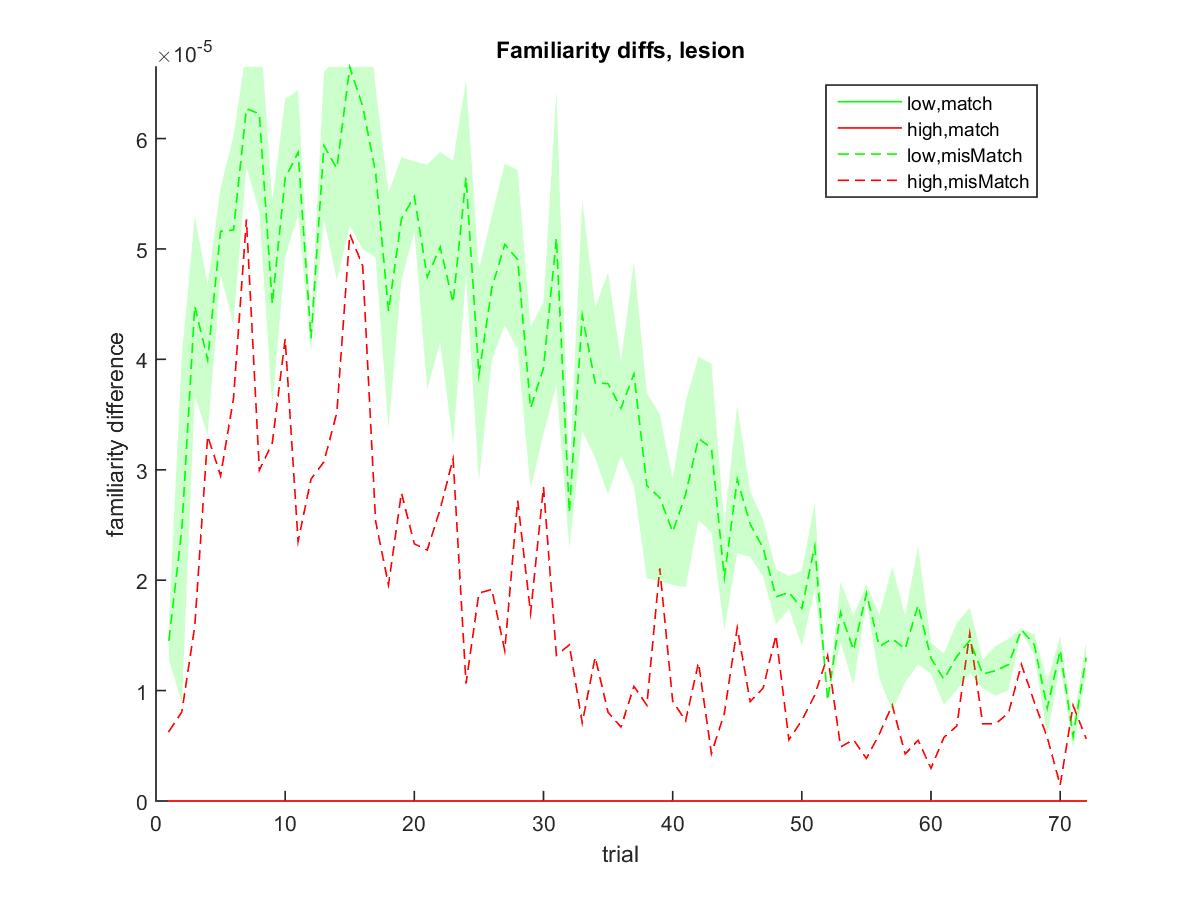 Familiarity diffs, lesion
×10^-5
low,match
high,match
low,misMatch
high,misMatch
6
5
4
3
2
1
0
familiarity difference
0 10 20 30 40 50 60 70
trial